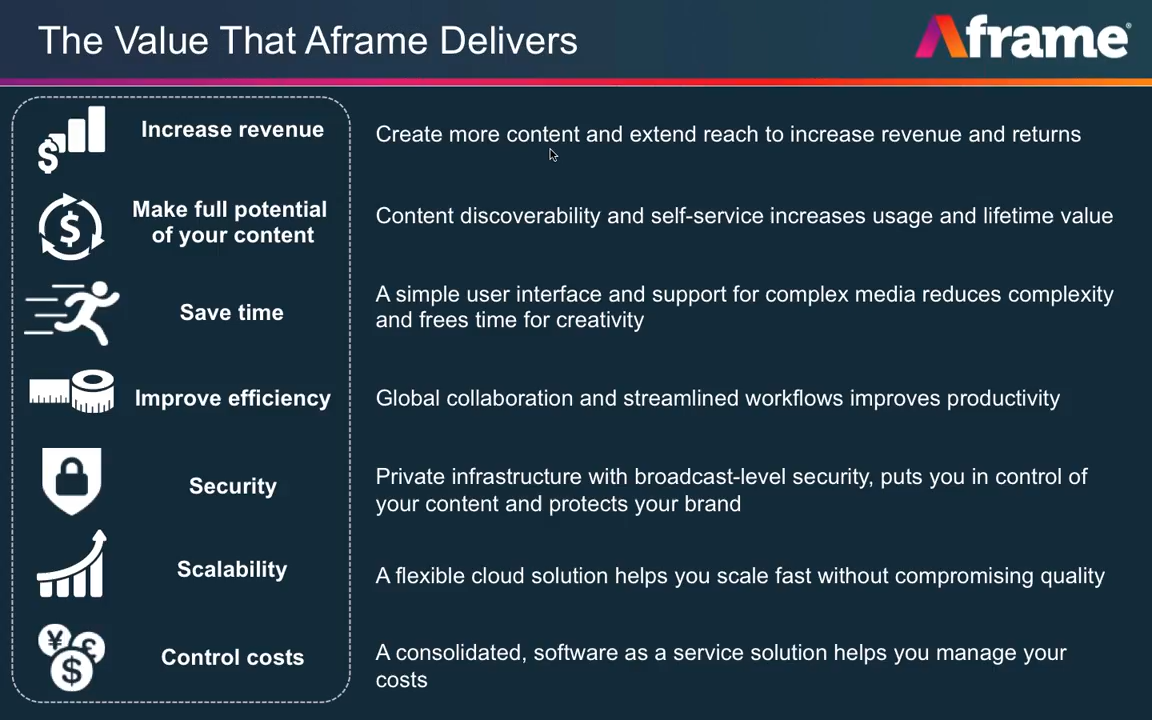 The Value That Aframe Delivers
Aframe®
Increase revenue
Create more content and extend reach to increase revenue and returns
Make full potential
of your content
Content discoverability and self-service increases usage and lifetime value
Save time
A simple user interface and support for complex media reduces complexity
and frees time for creativity
Improve efficiency
Global collaboration and streamlined workflows improves productivity
Security
Private infrastructure with broadcast-level security, puts you in control of
your content and protects your brand
Scalability
A flexible cloud solution helps you scale fast without compromising quality
Control costs
A consolidated, software as a service solution helps you manage your
costs